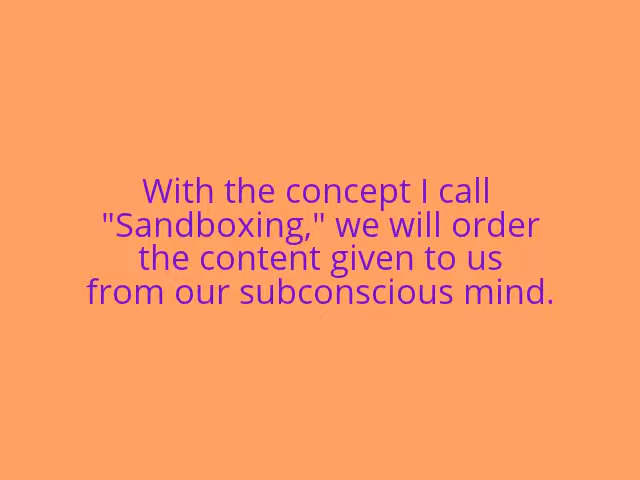 With the concept I call
"Sandboxing," we will order
the content given to us
from our subconscious mind.